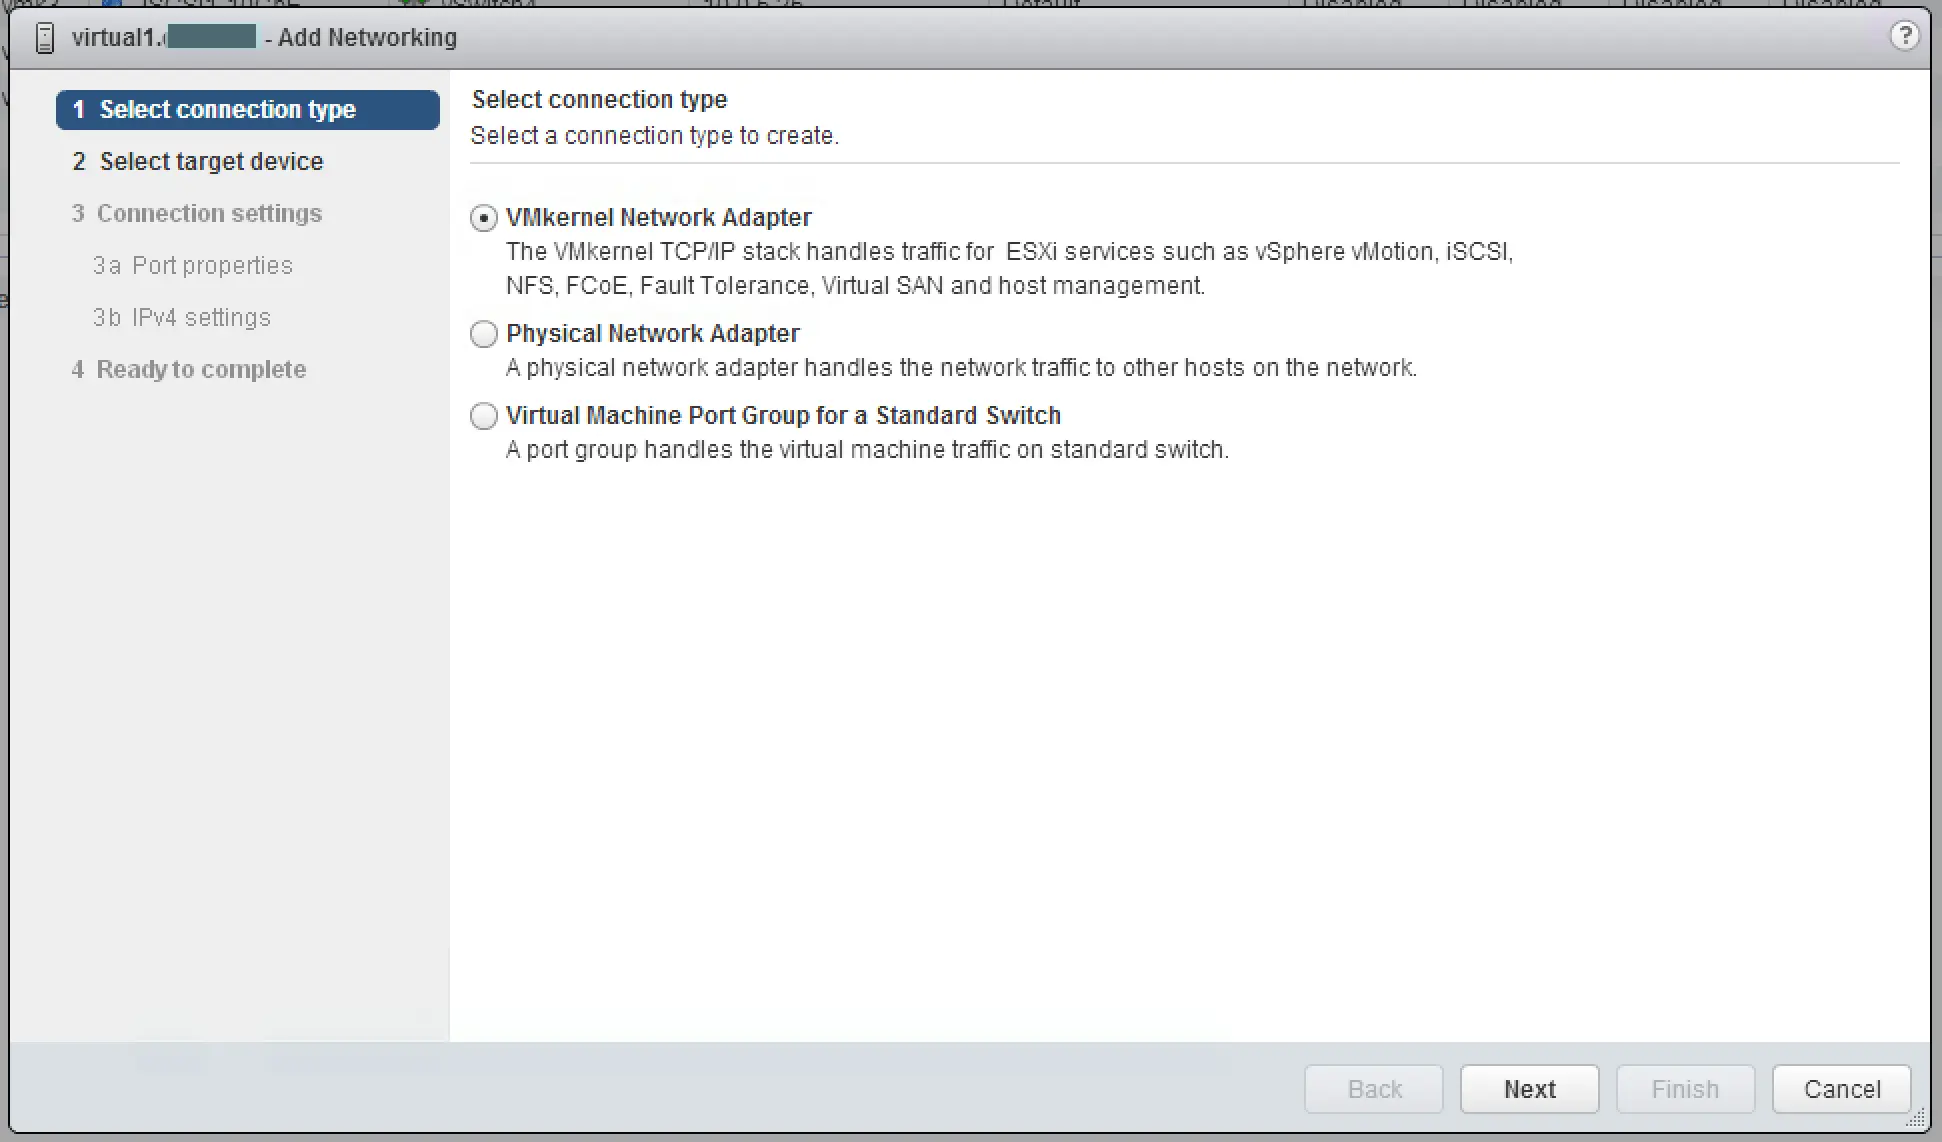 virtual1. - Add Networking
?
1 Select connection type
2 Select target device
3 Connection settings
3a Port properties
3b IPv4 settings
4 Ready to complete
Select connection type
Select a connection type to create.
VMkernel Network Adapter
The VMkernel TCP/IP stack handles traffic for ESXi services such as vSphere vMotion, iSCSI,
NFS, FCoE, Fault Tolerance, Virtual SAN and host management.
Physical Network Adapter
A physical network adapter handles the network traffic to other hosts on the network.
Virtual Machine Port Group for a Standard Switch
A port group handles the virtual machine traffic on standard switch.
Back
Next
Finish
Cancel